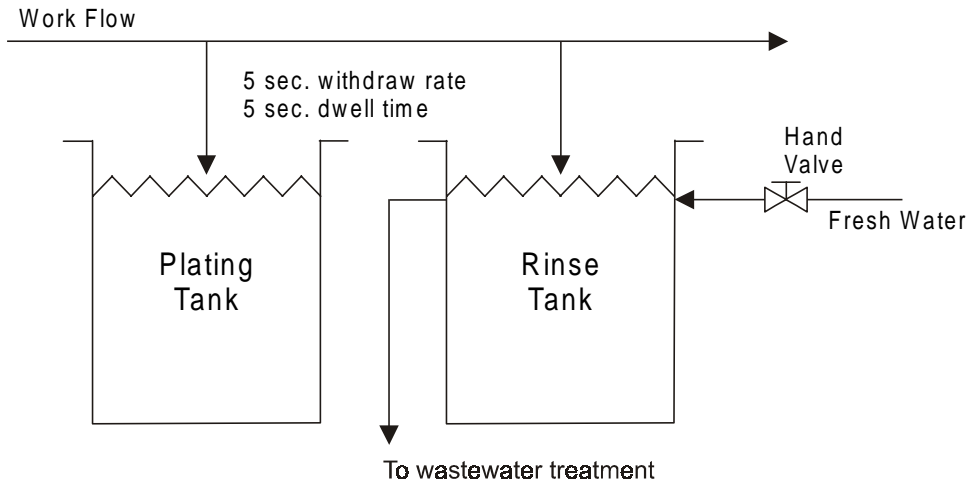 Work Flow
5 sec. withdraw rate
5 sec. dwell time
Hand
Valve
Fresh Water
Plating
Tank
Rinse
Tank
To wastewater treatment